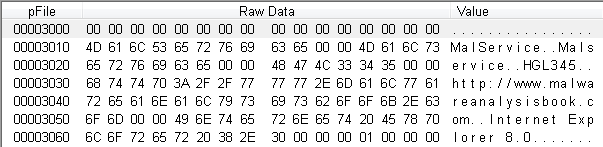 pFile Raw Data Value
00003000 00 00 00 00 00 00 00 00 00 00 00 00 00 00 00 00 ................
00003010 4D 61 6C 53 65 72 76 69 63 65 00 00 4D 61 6C 73 MalService..Mals
00003020 65 72 76 69 63 65 00 00 48 47 4C 33 34 35 00 00 ervice..HGL345..
00003030 68 74 74 70 3A 2F 2F 77 77 77 2E 6D 61 6C 77 61 http://www.malwa
00003040 72 65 61 6E 61 6C 79 73 69 73 62 6F 6F 6B 2E 63 reanalysisbook.c
00003050 6F 6D 00 00 49 6E 74 65 72 6E 65 74 20 45 78 70 om..Internet Exp
00003060 6C 6F 72 65 72 20 38 2E 30 00 00 00 01 00 00 00 lorer 8.0.......